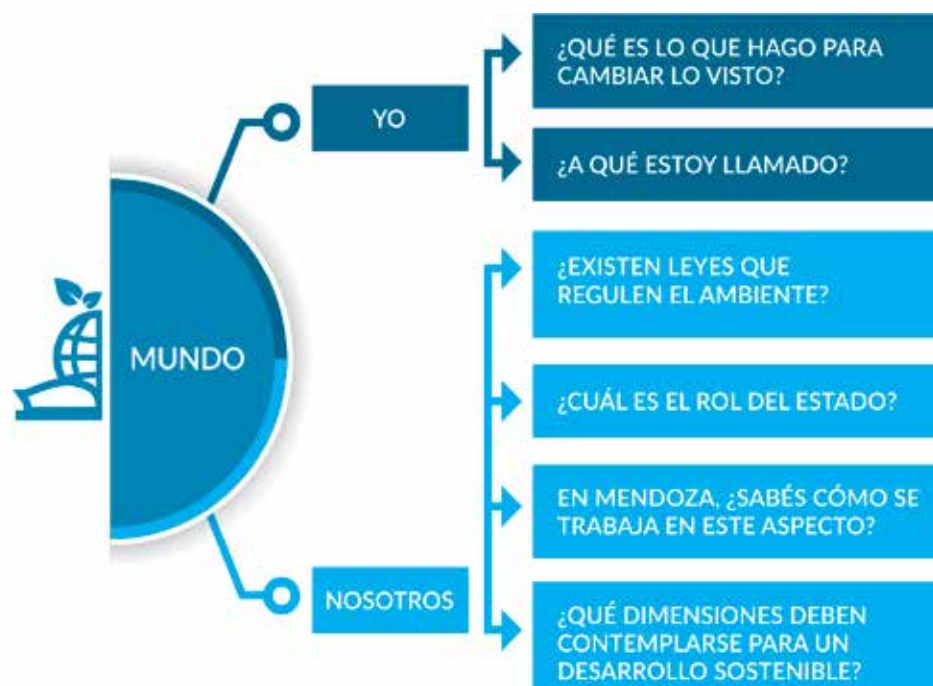 MUNDO
YO
¿QUÉ ES LO QUE HAGO PARA
CAMBIAR LO VISTO?
¿A QUÉ ESTOY LLAMADO?
NOSOTROS
¿EXISTEN LEYES QUE
REGULEN EL AMBIENTE?
¿CUÁL ES EL ROL DEL ESTADO?
EN MENDOZA, ¿SABÉS CÓMO SE
TRABAJA EN ESTE ASPECTO?
¿QUÉ DIMENSIONES DEBEN
CONTEMPLARSE PARA UN
DESARROLLO SOSTENIBLE?